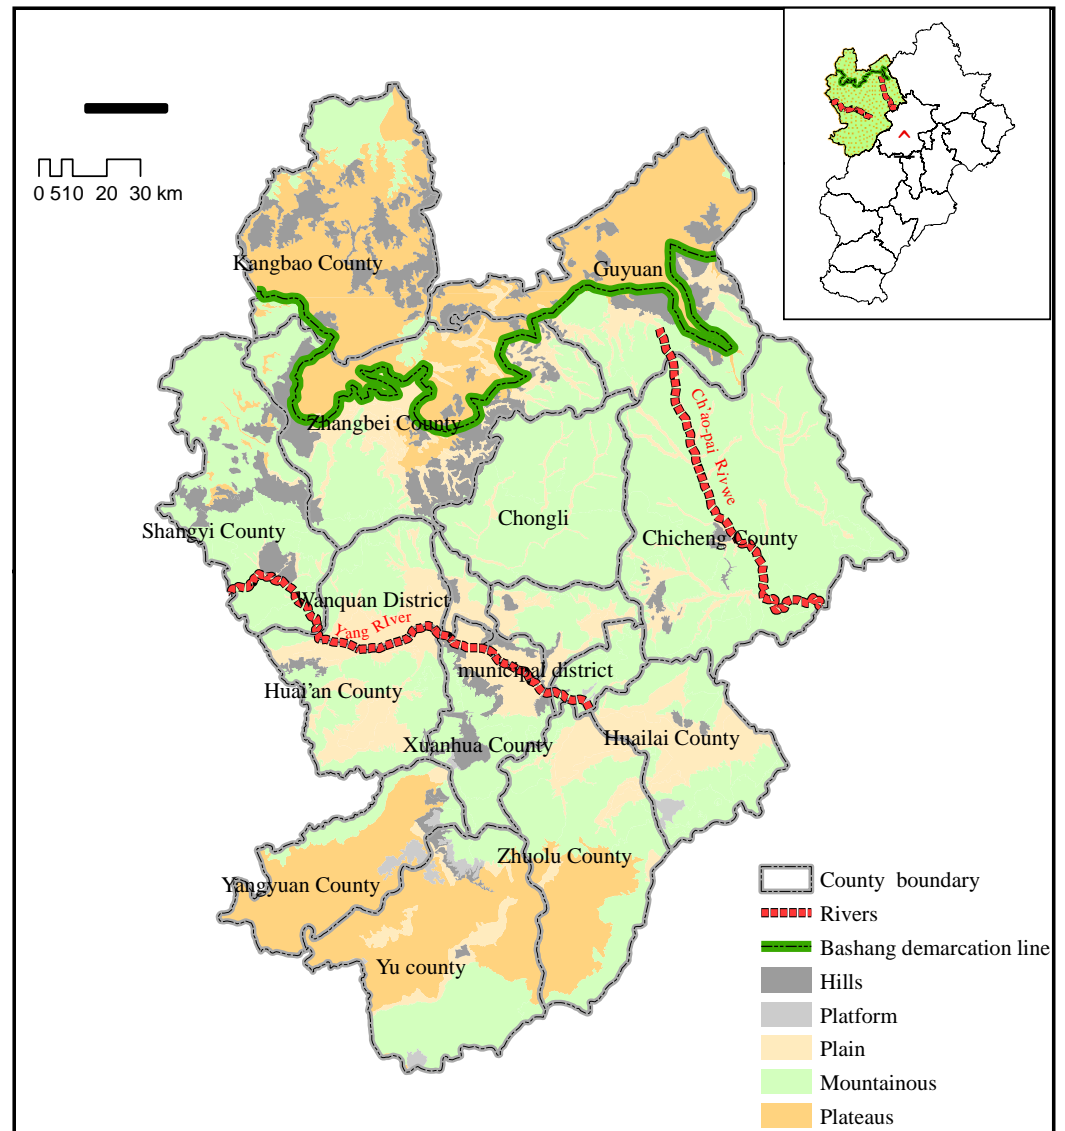 0 510 20 30 km
Kangbao County
Guyuan
Zhangbei County
Ch'ao-pai Rivwe
Shangyi County
Chongli
Chicheng County
Wanquan District
Yang RIver
municipal district
Huai'an County
Xuanhua County
Huailai County
Zhuolu County
Yangyuan County
Yu county
County boundary
Rivers
Bashang demarcation line
Hills
Platform
Plain
Mountainous
Plateaus